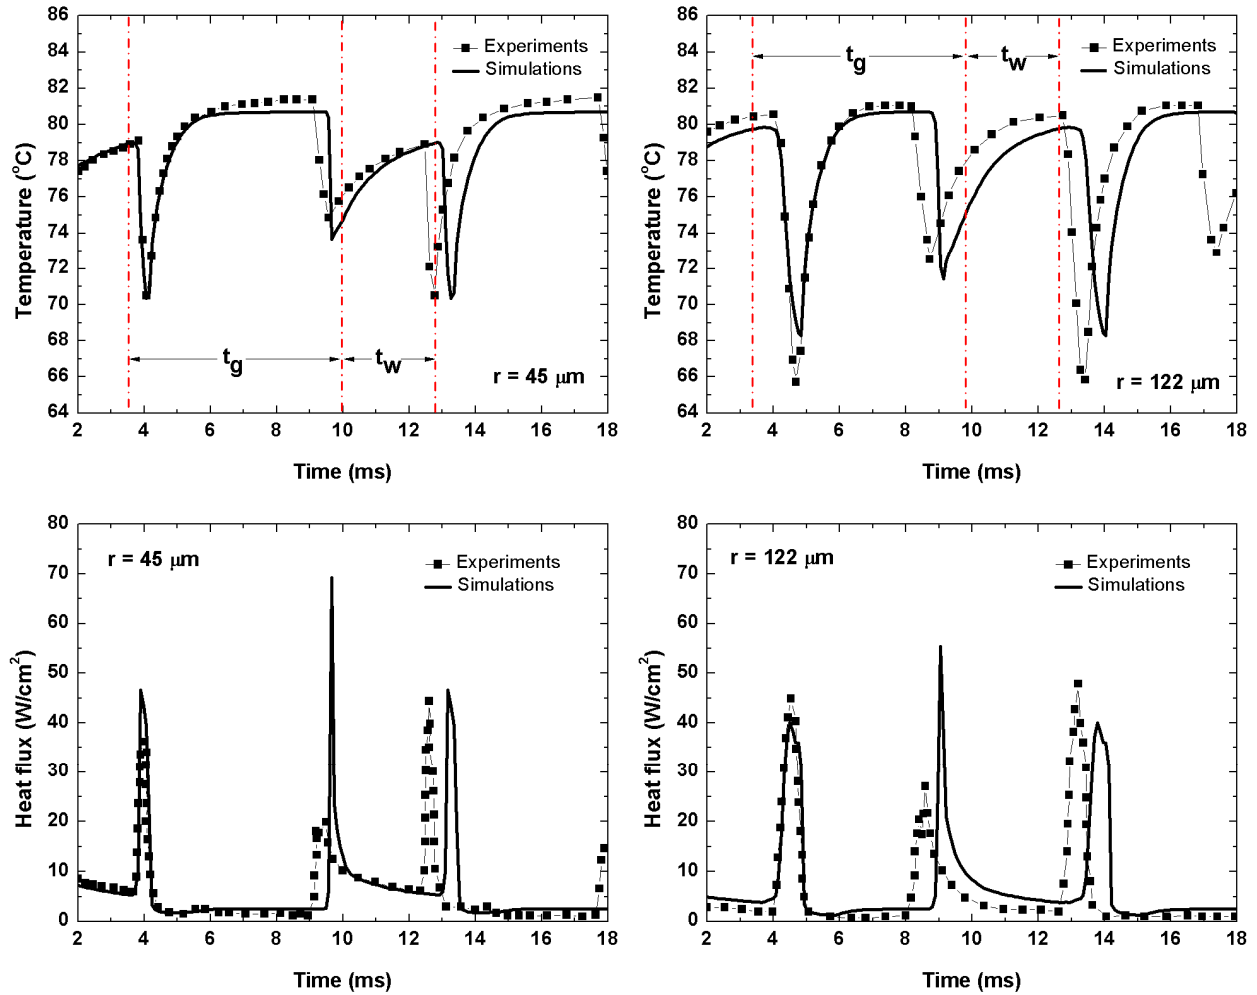 86
84
82
80
78
76
74
72
70
68
66
64
Temperature (°C)
Experiments
Simulations
t_g
t_w
r = 45 μm
2 4 6 8 10 12 14 16 18
Time (ms)
86
84
82
80
78
76
74
72
70
68
66
64
Temperature (°C)
Experiments
Simulations
t_g
t_w
r = 122 μm
2 4 6 8 10 12 14 16 18
Time (ms)
80
70
60
50
40
30
20
10
0
Heat flux (W/cm²)
r = 45 μm
Experiments
Simulations
2 4 6 8 10 12 14 16 18
Time (ms)
80
70
60
50
40
30
20
10
0
Heat flux (W/cm²)
r = 122 μm
Experiments
Simulations
2 4 6 8 10 12 14 16 18
Time (ms)